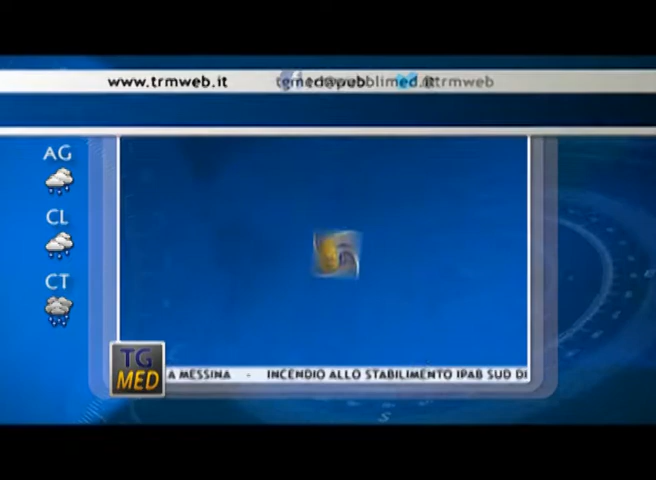 www.trmweb.it
AG
CL
CT
TG
MED
A MESSINA - INCENDIO ALLO STABILIMENTO IPAB SUD DI
S